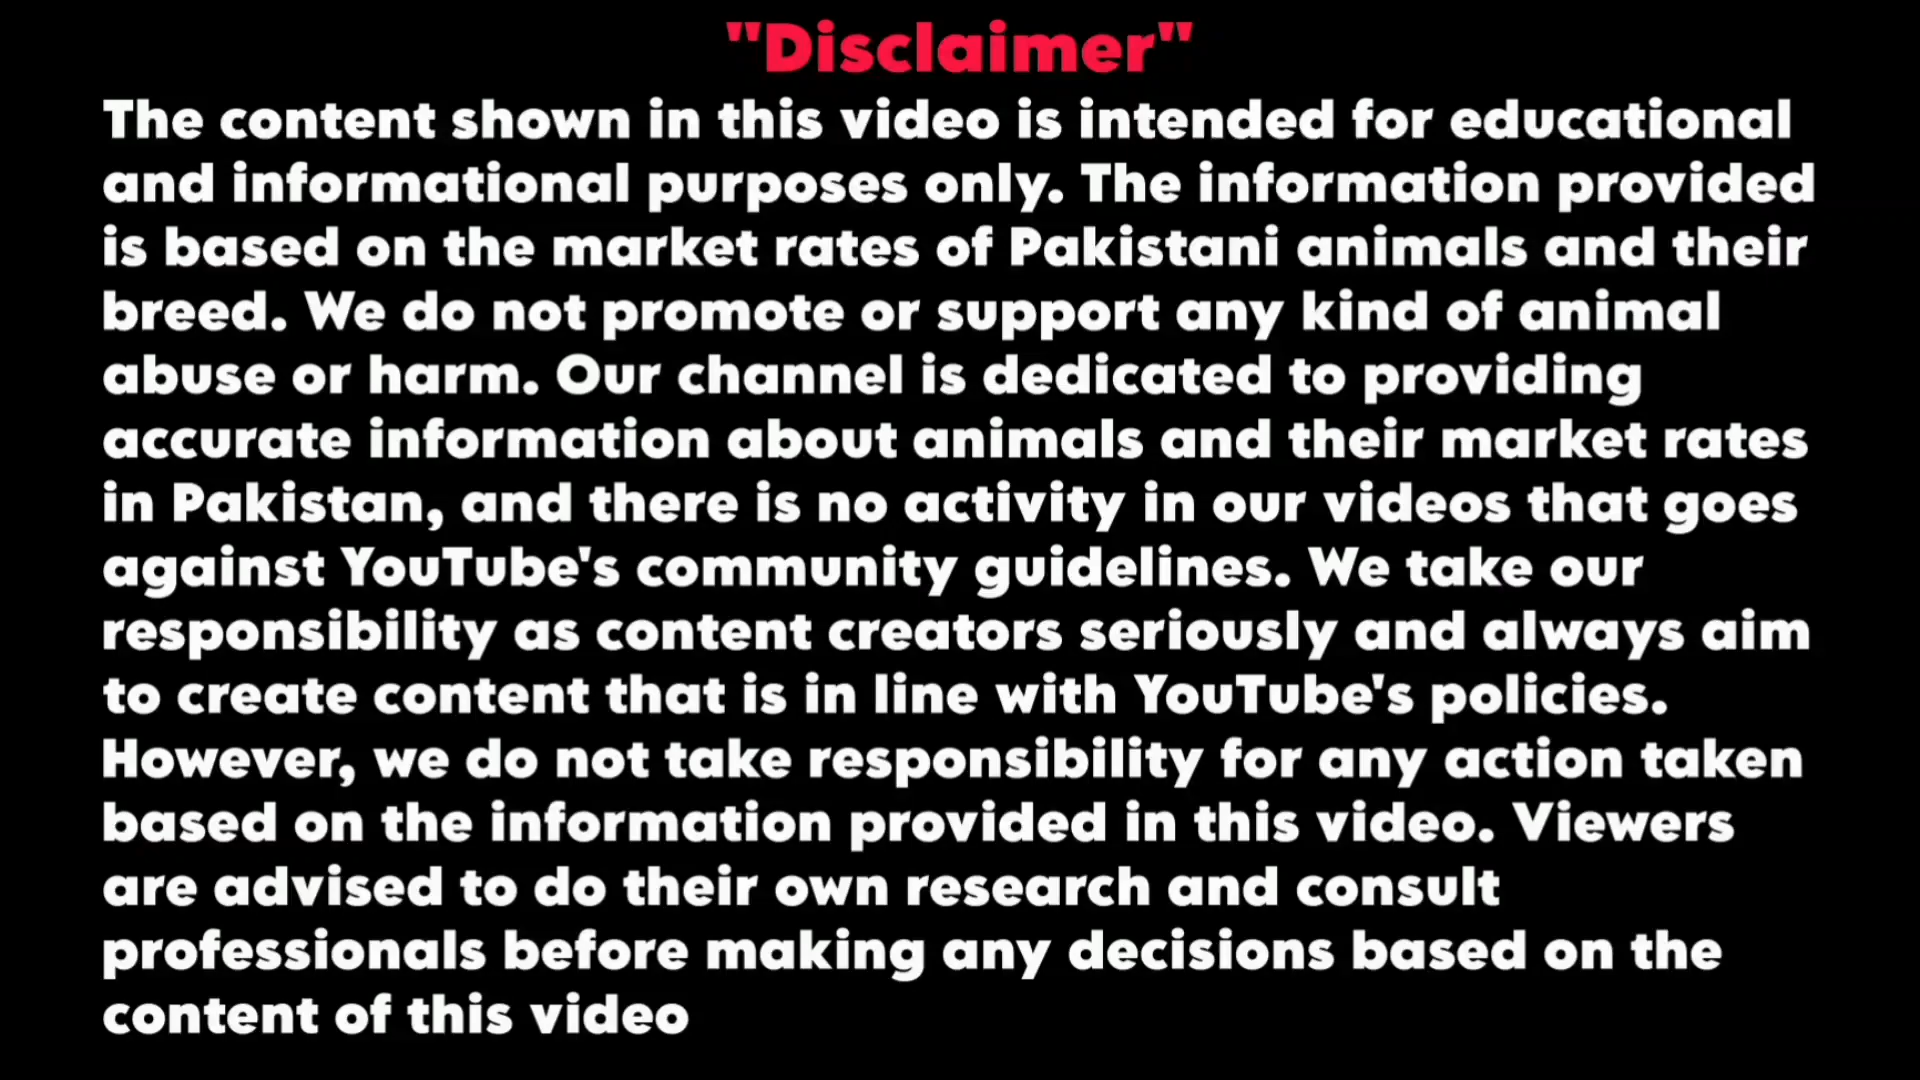 "Disclaimer"
The content shown in this video is intended for educational
and informational purposes only. The information provided
is based on the market rates of Pakistani animals and their
breed. We do not promote or support any kind of animal
abuse or harm. Our channel is dedicated to providing
accurate information about animals and their market rates
in Pakistan, and there is no activity in our videos that goes
against YouTube's community guidelines. We take our
responsibility as content creators seriously and always aim
to create content that is in line with YouTube's policies.
However, we do not take responsibility for any action taken
based on the information provided in this video. Viewers
are advised to do their own research and consult
professionals before making any decisions based on the
content of this video